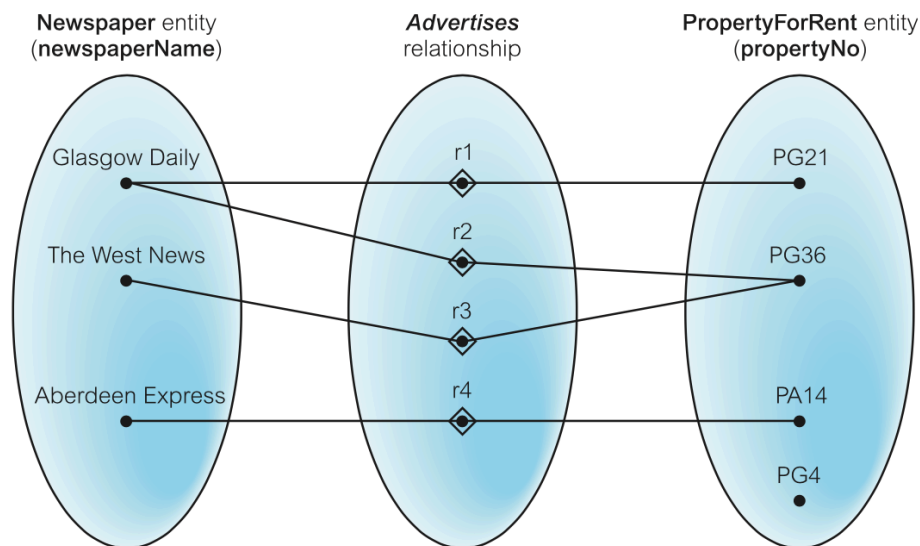 Newspaper entity
(newspaperName)
Advertises
relationship
PropertyForRent entity
(propertyNo)
Glasgow Daily
r1
PG21
The West News
r2
PG36
r3
Aberdeen Express
r4
PA14
PG4